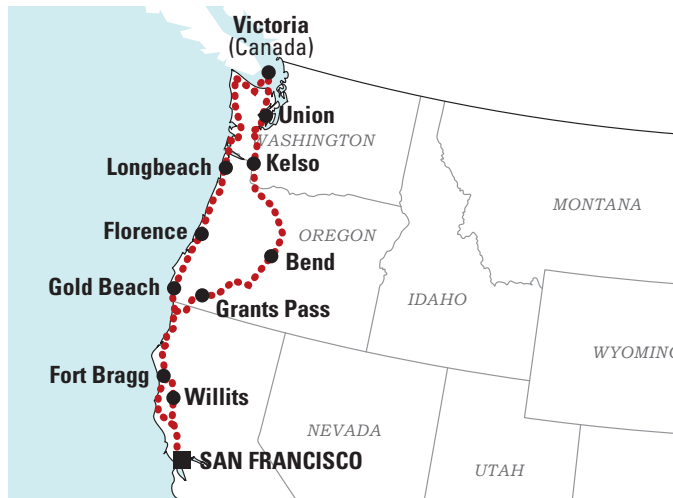 Victoria
(Canada)
Union
WASHINGTON
Longbeach
Kelso
MONTANA
Florence
OREGON
Bend
Gold Beach
IDAHO
Grants Pass
WYOMING
Fort Bragg
Willits
NEVADA
SAN FRANCISCO
UTAH